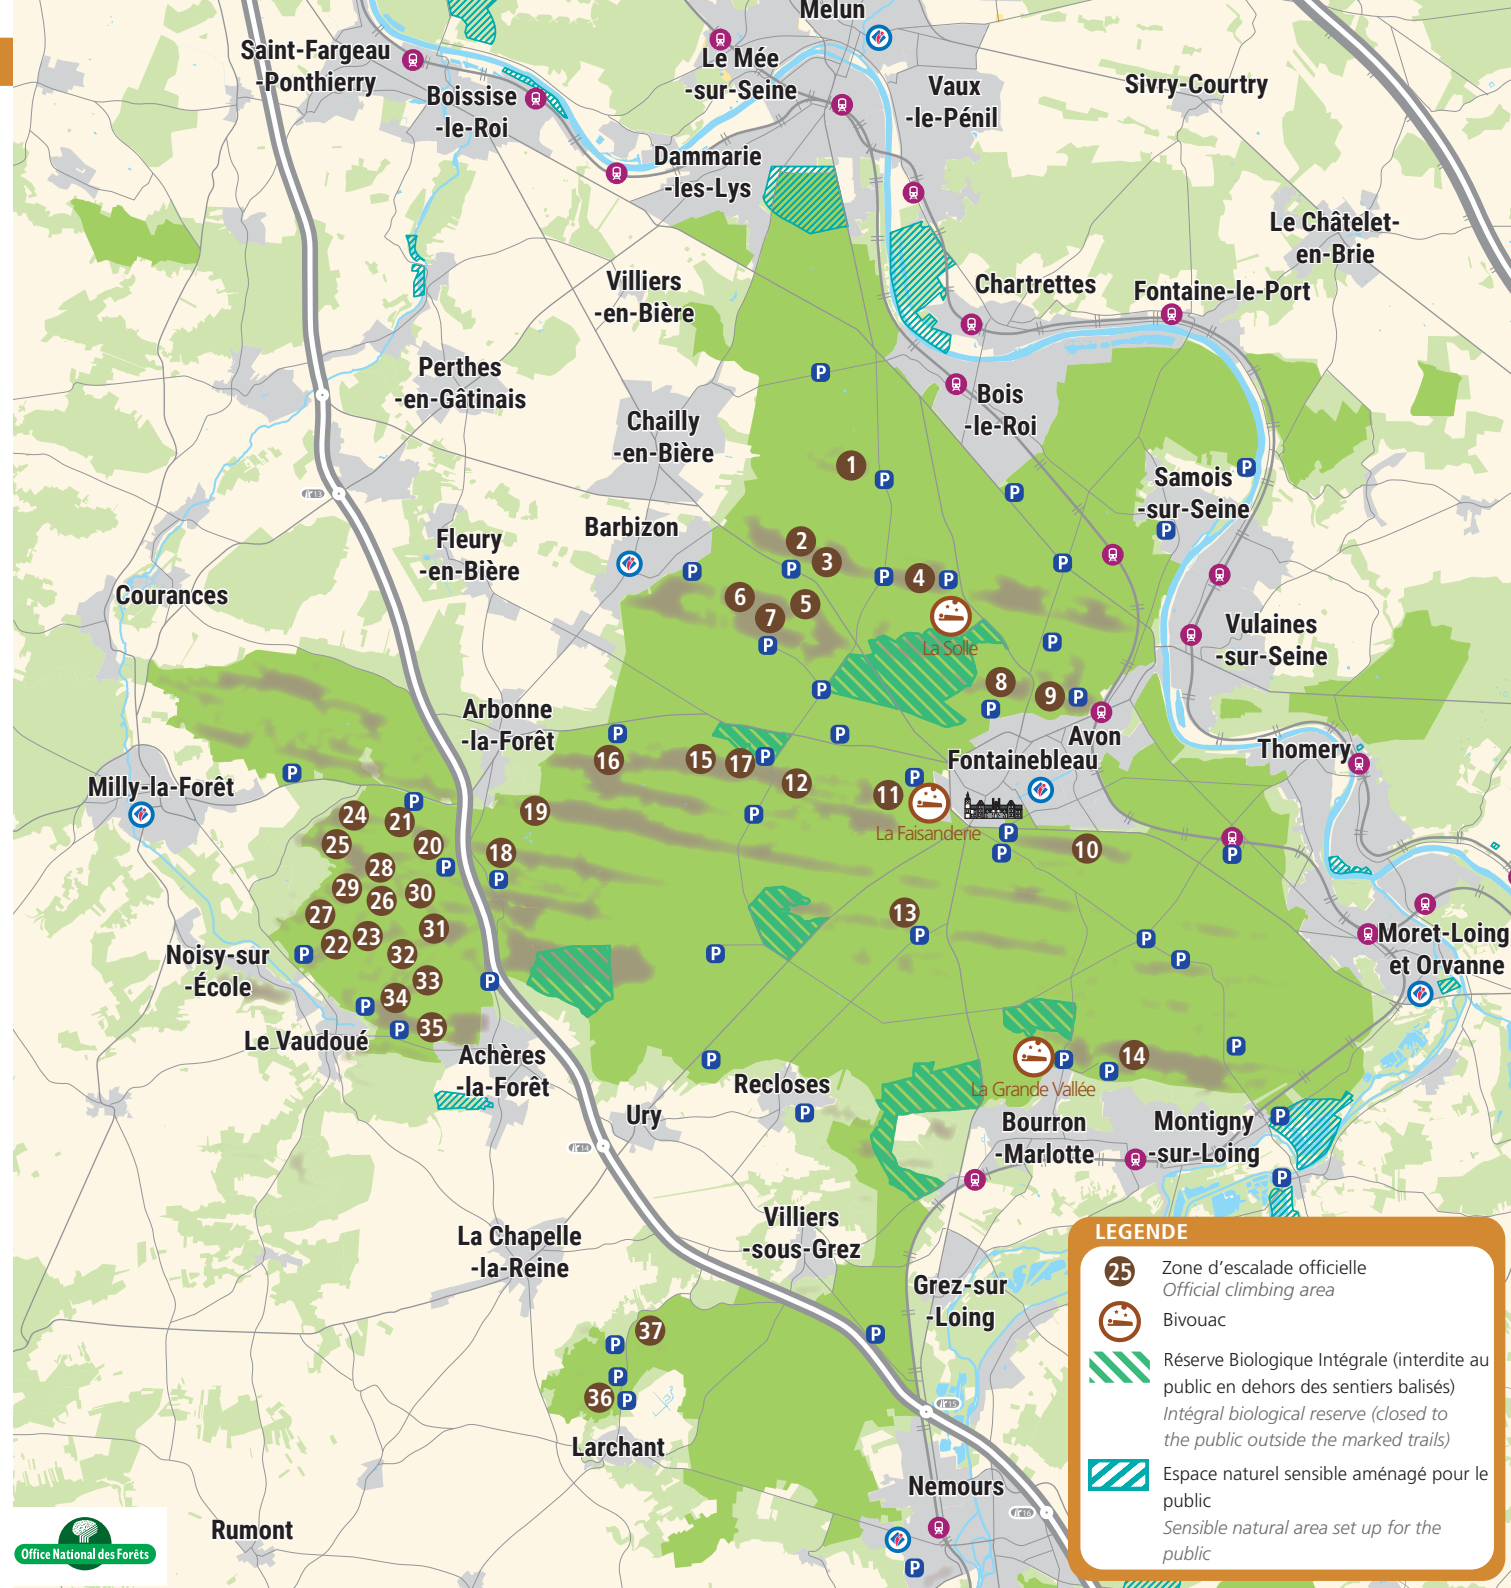 Melun
Saint-Fargeau
-Ponthierry
Le Mée
-sur-Seine
Boissise
-le-Roi
Vaux
-le-Pénil
Sivry-Courtry
Dammarie
-les-Lys
Le Châtelet-
en-Brie
Villiers
-en-Bière
Chartrettes
Fontaine-le-Port
Perthes
-en-Gâtinais
P
Bois
-le-Roi
Chailly
-en-Bière
1
P
P
P
Samois
-sur-Seine
P
13
Barbizon
Fleury
-en-Bière
2
3
P
P
P
4
P
P
Courances
6
5
7
P
La Solle
P
Vulaines
-sur-Seine
8
9
P
P
P
Arbonne
-la-Forêt
P
P
Avon
Thomery
16
15
17
P
12
Fontainebleau
P
11
La Faisanderie
Milly-la-Forêt
P
P
24
21
19
P
P
P
10
P
P
25
20
18
28
P
P
29
26
30
27
13
P
22
23
31
32
P
P
P
P
Moret-Loing
et Orvanne
Noisy-sur
-École
33
34
P
P
35
P
Le Vaudoué
Achères
-la-Forêt
P
Recloses
P
La Grande Vallée
P
P
14
P
Ury
14
Bourron
-Marlotte
Montigny
-sur-Loing
P
P
La Chapelle
-la-Reine
Villiers
-sous-Grez
Grez-sur
-Loing
37
P
P
P
36
P
Larchant
15
Nemours
16
P
Rumont
Office National des Forêts
LEGENDE
25
Zone d'escalade officielle
Official climbing area
Bivouac
Réserve Biologique Intégrale (interdite au
public en dehors des sentiers balisés)
Intégral biological reserve (closed to
the public outside the marked trails)
Espace naturel sensible aménagé pour le
public
Sensible natural area set up for the
public